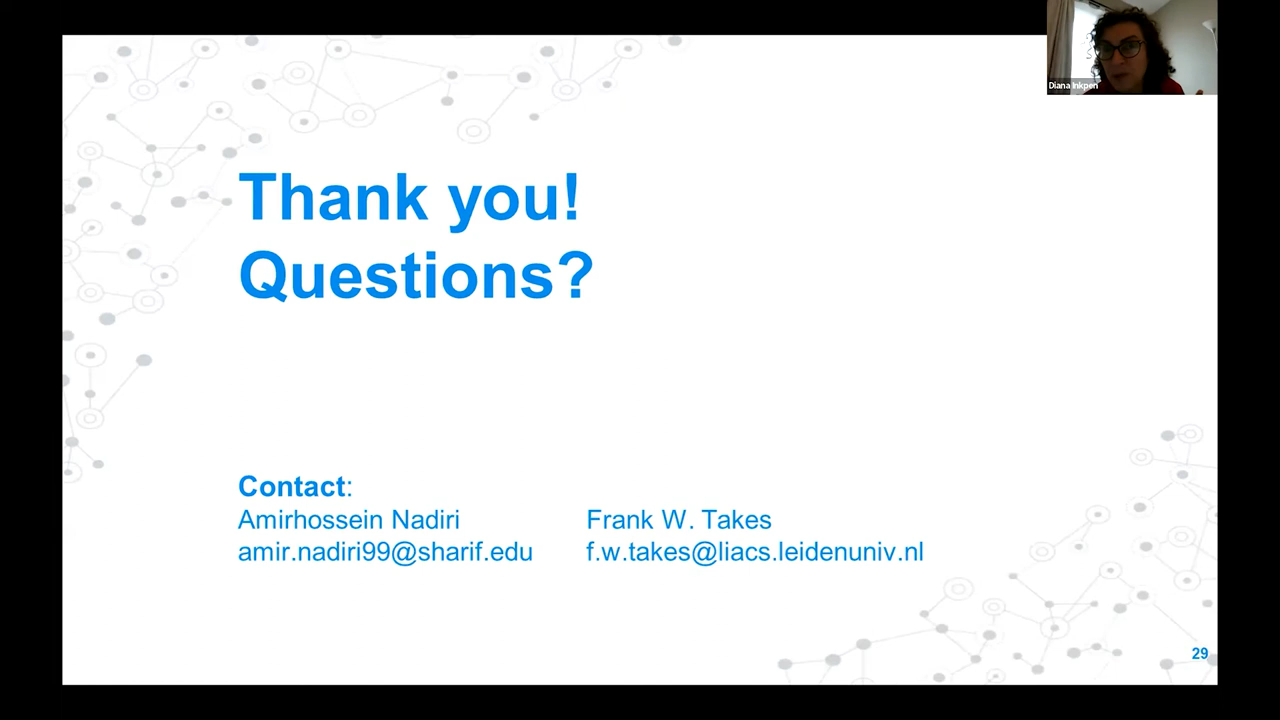 Diana Inkpen
Thank you!
Questions?
Contact:
Amirhossein Nadiri
amir.nadiri99@sharif.edu
Frank W. Takes
f.w.takes@liacs.leidenuniv.nl
29